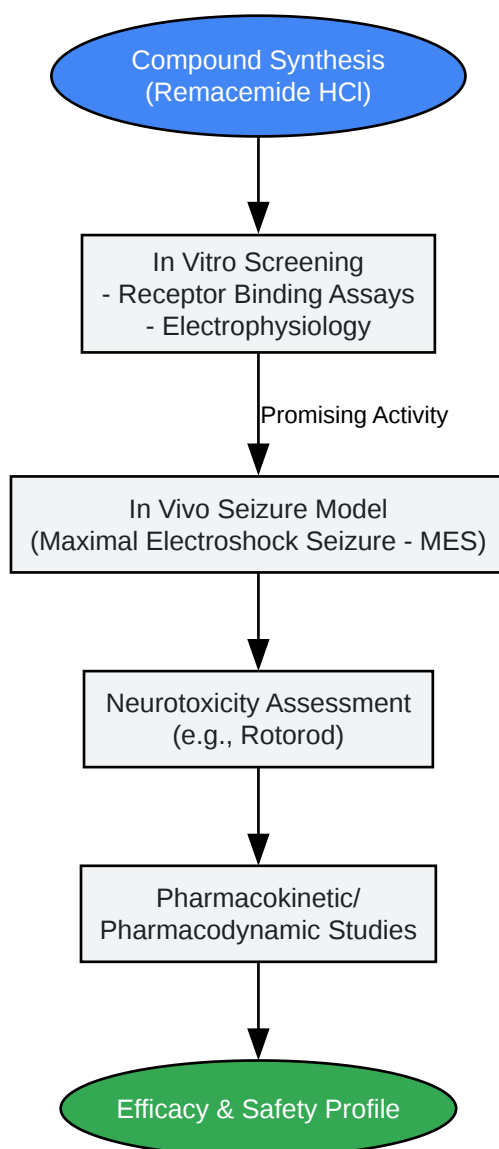 Compound Synthesis
(Remacemide HCl)
In Vitro Screening
- Receptor Binding Assays
- Electrophysiology
Promising Activity
In Vivo Seizure Model
(Maximal Electroshock Seizure - MES)
Neurotoxicity Assessment
(e.g., Rotorod)
Pharmacokinetic/
Pharmacodynamic Studies
Efficacy & Safety Profile